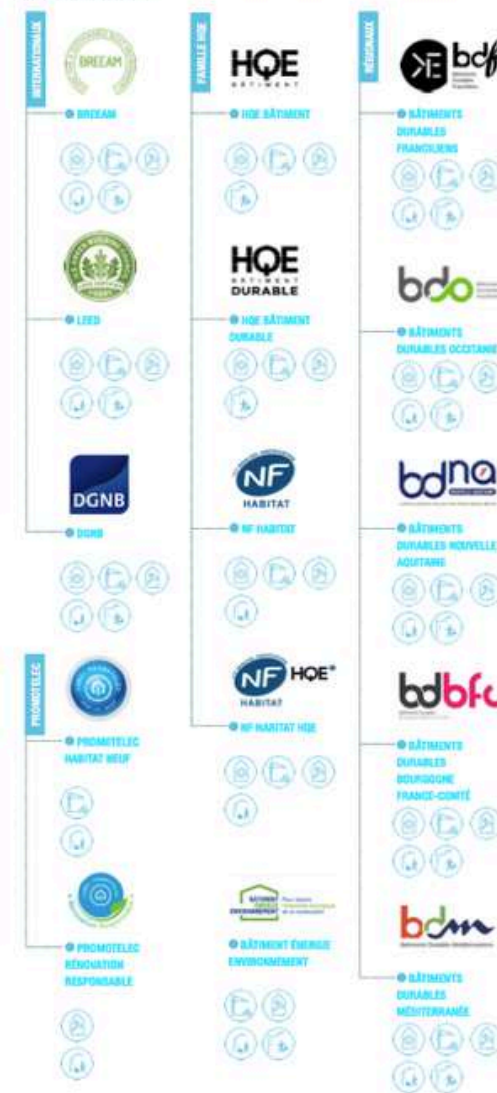 INTERNATIONAUX
BREEAM
BREEAM
LEED
DGNB
DGNB
PROMOTELEC
PROMOTELEC
HABITAT NEUF
PROMOTELEC
RÉNOVATION
RESPONSABLE
FAMILLE HQE
HQE
BÂTIMENT
HQE BÂTIMENT
HQE
BÂTIMENT
DURABLE
HQE BÂTIMENT
DURABLE
NF
HABITAT
NF HABITAT
NF HQE
HABITAT
NF HABITAT HQE
BÂTIMENT
ÉNERGIE
ENVIRONNEMENT
BÂTIMENT ÉNERGIE
ENVIRONNEMENT
RÉGIONAUX
bdf
BÂTIMENTS
DURABLES
FRANCILIENS
bdo
BÂTIMENTS
DURABLES OCCITANIE
bdna
BÂTIMENTS
DURABLES NOUVELLE
AQUITAINE
bdbfc
BÂTIMENTS
DURABLES
BOURGOGNE
FRANCE-COMTÉ
bdm
BÂTIMENTS
DURABLES
MÉDITERRANÉE